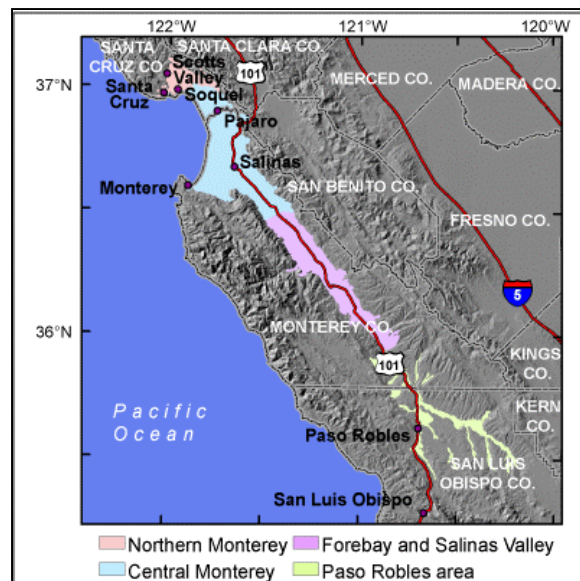 122°W 121°W 120°W
SANTA CRUZ CO
SANTA CLARA CO.
Scotts Valley
101
MERCED CO.
MADERA CO.
37°N
Santa Cruz
Soquel
Pajaro
Salinas
SAN BENITO CO.
Monterey
FRESNO CO.
5
36°N
MONTEREY CO.
101
KINGS CO.
Pacific Ocean
KERN CO.
Paso Robles
SAN LUIS OBISPO CO.
San Luis Obispo
Northern Monterey
Forebay and Salinas Valley
Central Monterey
Paso Robles area